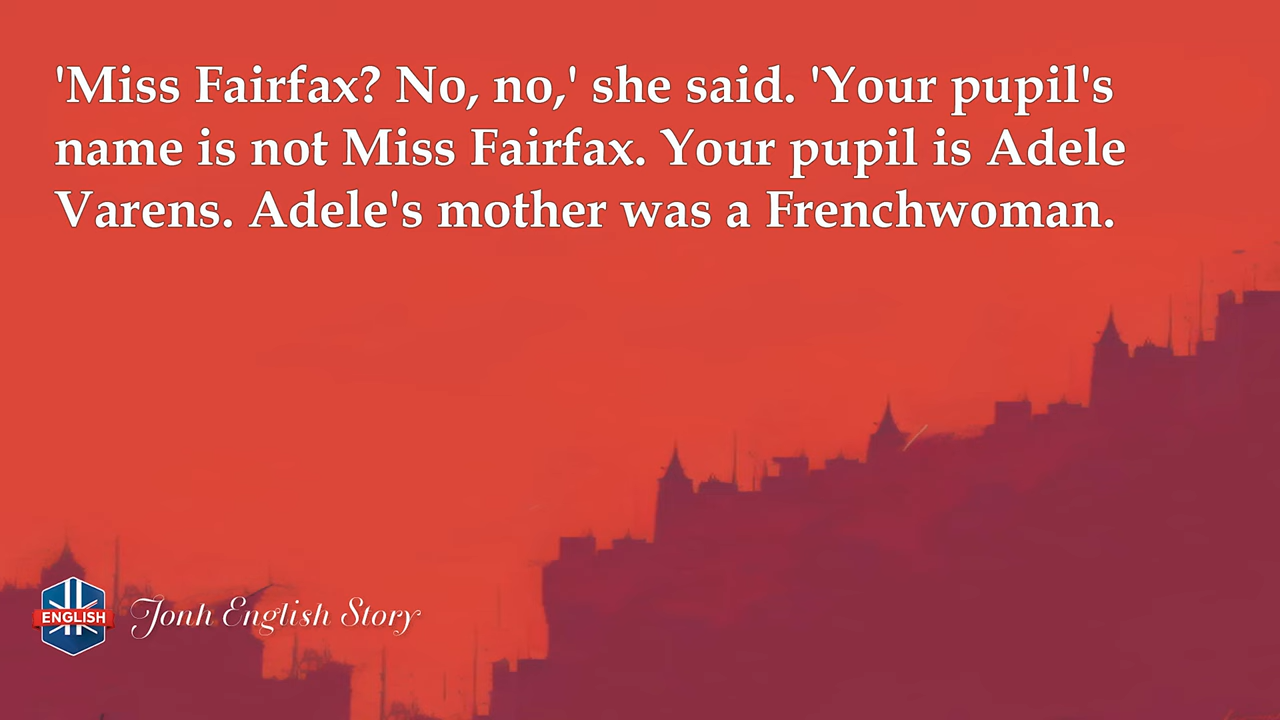 'Miss Fairfax? No, no,' she said. 'Your pupil's
name is not Miss Fairfax. Your pupil is Adele
Varens. Adele's mother was a Frenchwoman.
ENGLISH
Jonh English Story